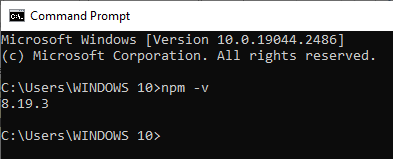 Command Prompt
Microsoft Windows [Version 10.0.19044.2486]
(c) Microsoft Corporation. All rights reserved.
C:\Users\WINDOWS 10>npm -v
8.19.3
C:\Users\WINDOWS 10>